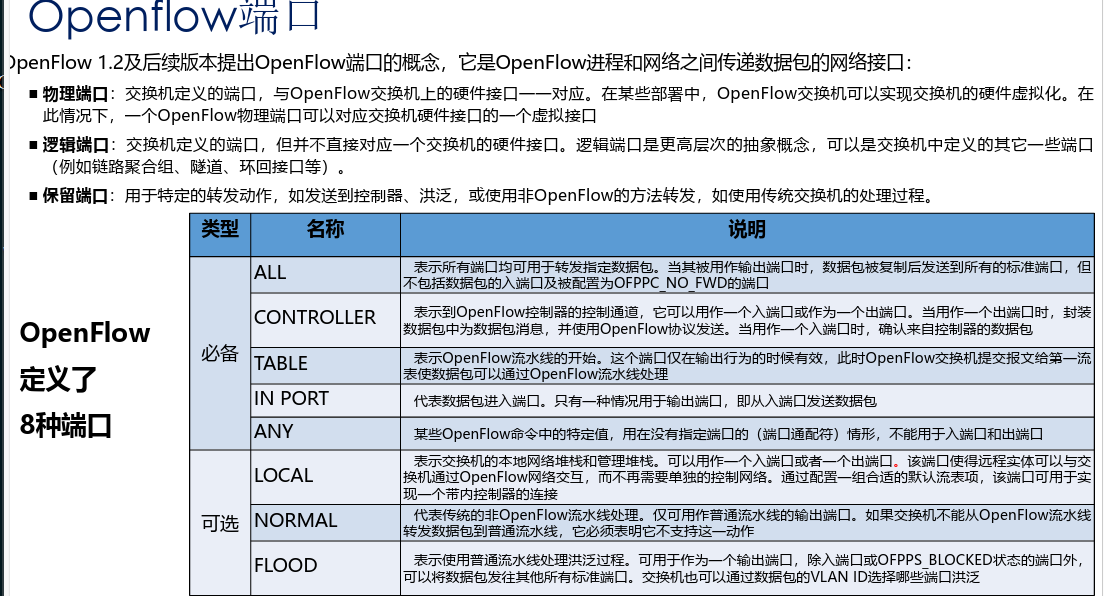 Openflow端口
OpenFlow 1.2及后续版本提出OpenFlow端口的概念，它是OpenFlow进程和网络之间传递数据包的网络接口：
■ 物理端口：交换机定义的端口，与OpenFlow交换机上的硬件接口一一对应。在某些部署中，OpenFlow交换机可以实现交换机的硬件虚拟化。在
此情况下，一个OpenFlow物理端口可以对应交换机硬件接口的一个虚拟接口
■ 逻辑端口：交换机定义的端口，但并不直接对应一个交换机的硬件接口。逻辑端口是更高层次的抽象概念，可以是交换机中定义的其它一些端口
（例如链路聚合组、隧道、环回接口等）。
■ 保留端口：用于特定的转发动作，如发送到控制器、洪泛，或使用非OpenFlow的方法转发，如使用传统交换机的处理过程。
OpenFlow
定义了
8种端口
类型 名称 说明
必备
ALL
表示所有端口均可用于转发指定数据包。当其被用作输出端口时，数据包被复制后发送到所有的标准端口，但
不包括数据包的入端口及被配置为OFPPC_NO_FWD的端口
CONTROLLER
表示到OpenFlow控制器的控制通道，它可以用作一个入端口或作为一个出端口。当用作一个出端口时，封装
数据包中为数据包消息，并使用OpenFlow协议发送。当用作一个入端口时，确认来自控制器的数据包
TABLE
表示OpenFlow流水线的开始。这个端口仅在输出行为的时候有效，此时OpenFlow交换机提交报文给第一流
表使数据包可以通过OpenFlow流水线处理
IN PORT
代表数据包进入端口。只有一种情况用于输出端口，即从入端口发送数据包
ANY
某些OpenFlow命令中的特定值，用在没有指定端口的（端口通配符）情形，不能用于入端口和出端口
可选
LOCAL
表示交换机的本地网络堆栈和管理堆栈。可以用作一个入端口或者一个出端口。该端口使得远程实体可以与交
换机通过OpenFlow网络交互，而不再需要单独的控制网络。通过配置一组合适的默认流表项，该端口可用于实
现一个带内控制器的连接
NORMAL
代表传统的非OpenFlow流水线处理。仅可用作普通流水线的输出端口。如果交换机不能从OpenFlow流水线
转发数据包到普通流水线，它必须表明它不支持这一动作
FLOOD
表示使用普通流水线处理洪泛过程。可用于作为一个输出端口，除入端口或OFPPS_BLOCKED状态的端口外，
可以将数据包发往其他所有标准端口。交换机也可以通过数据包的VLAN ID选择哪些端口洪泛